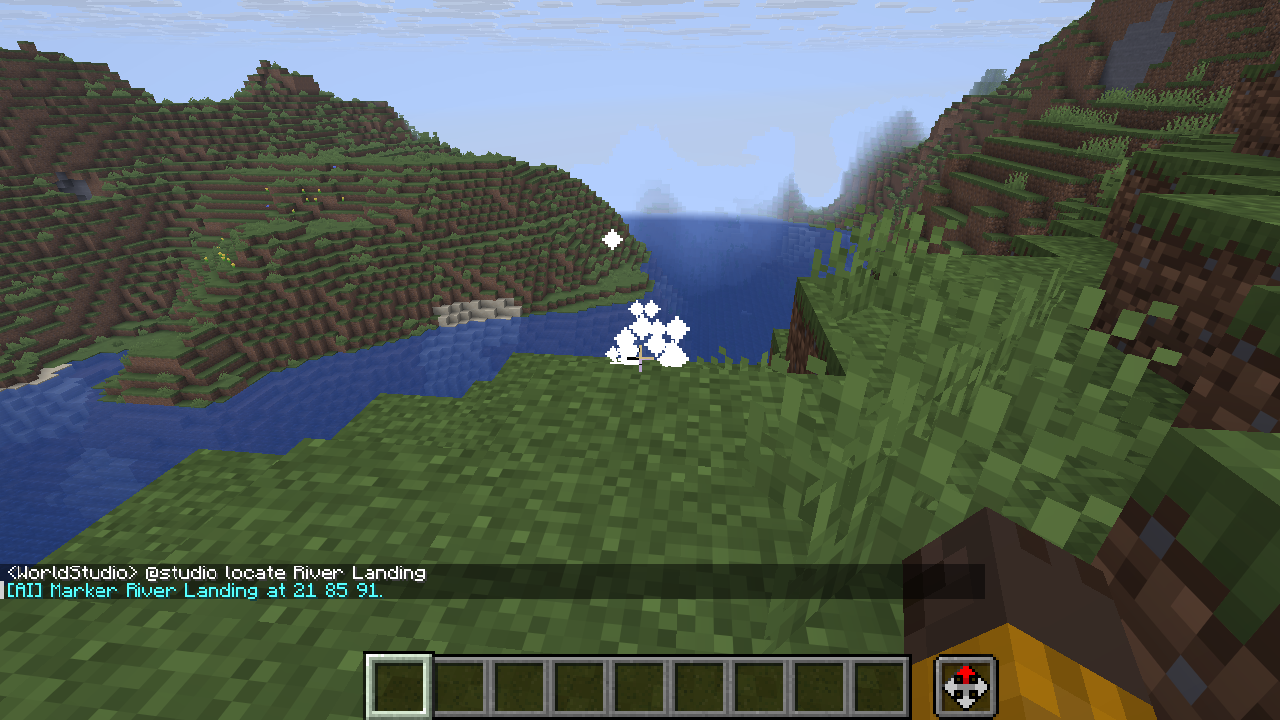 <WorldStudio> @studio locate River Landing
[AI] Marker River Landing at 21 85 91.